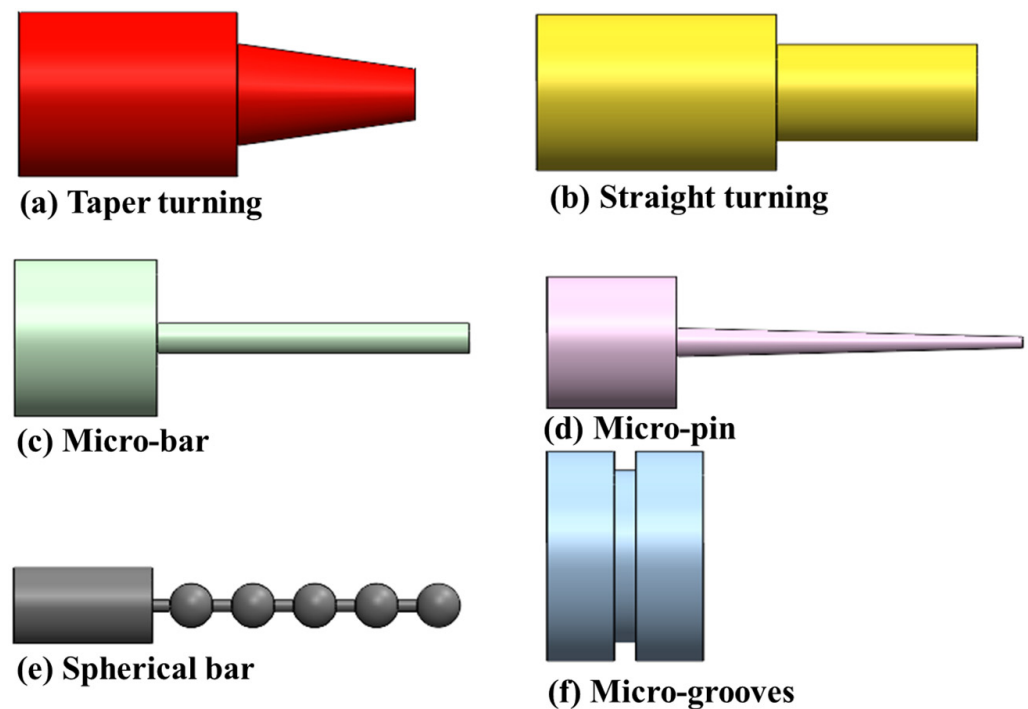 (a) Taper turning
(b) Straight turning
(c) Micro-bar
(d) Micro-pin
(e) Spherical bar
(f) Micro-grooves